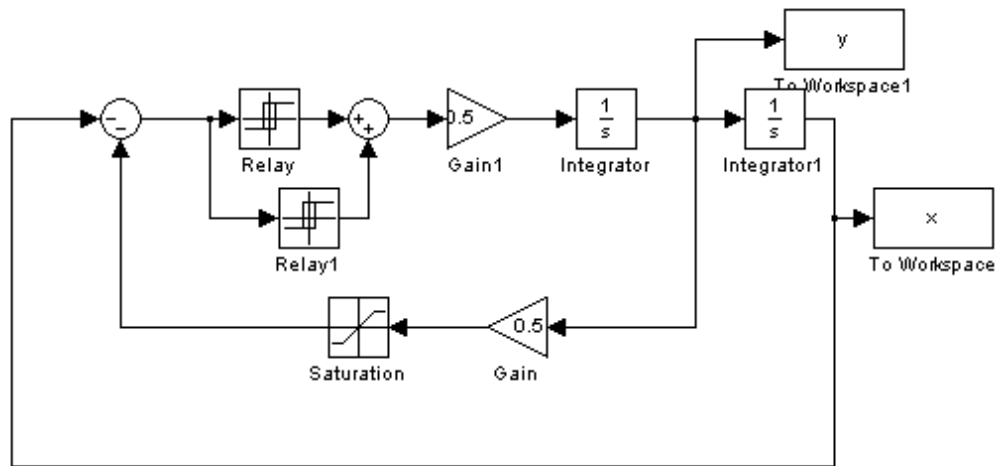 y
To Workspace1
Relay
0.5
Gain1
1
s
Integrator
1
s
Integrator1
Relay1
x
To Workspace
Saturation
0.5
Gain